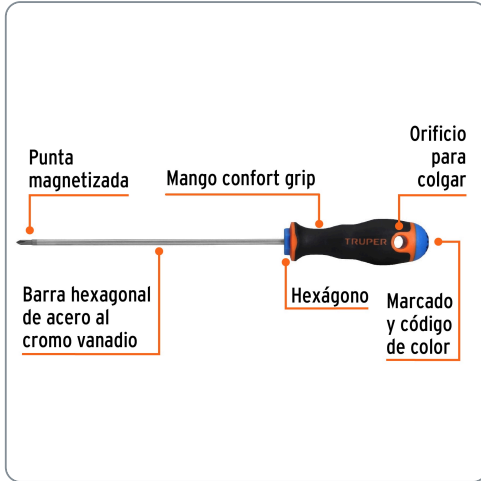 Orificio
para
colgar
Punta
magnetizada
Mango confort grip
TRUPER
Barra hexagonal
de acero al
cromo vanadio
Hexágono
Marcado
y código
de color